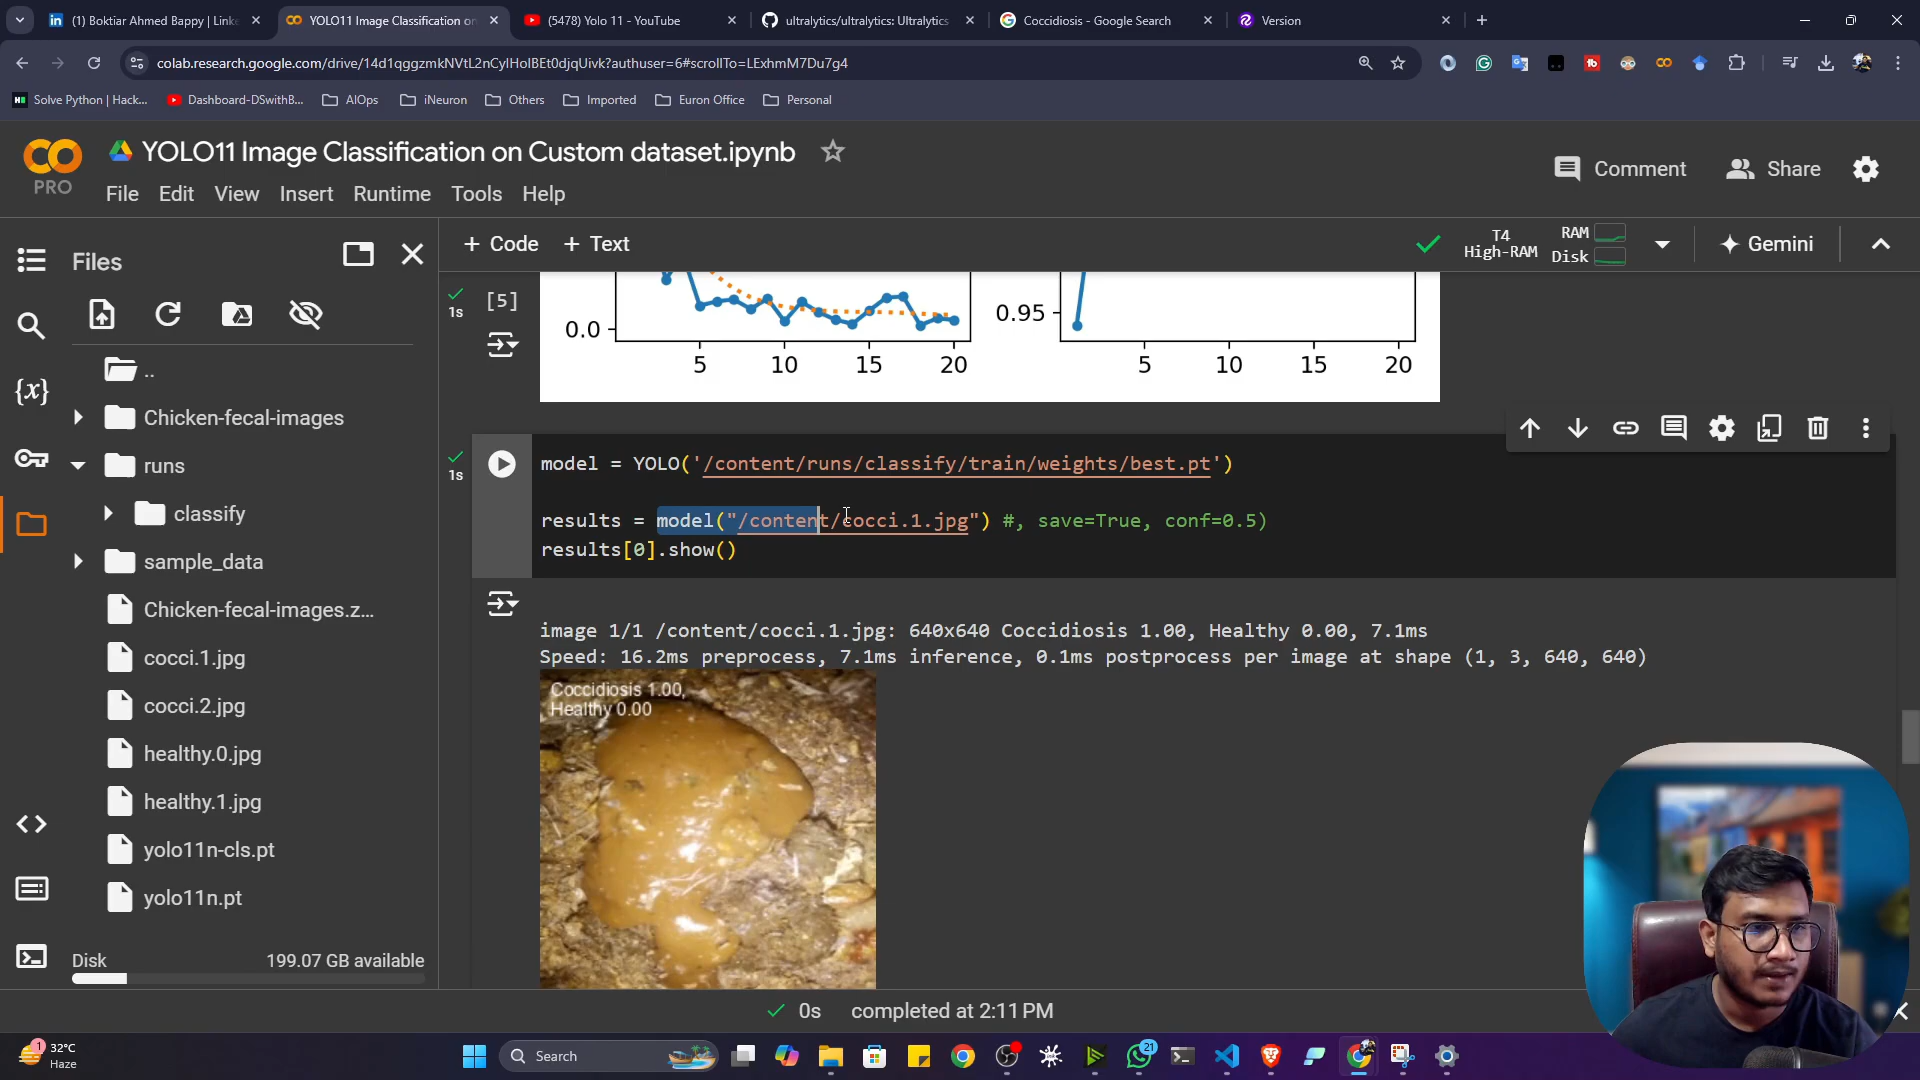 (1) Boktiar Ahmed Bappy | Linke
YOLO11 Image Classification on
(5478) Yolo 11 - YouTube
ultralytics/ultralytics: Ultralytics
Coccidiosis - Google Search
Version
colab.research.google.com/drive/14d1qggzmkNVtL2nCylHolBEt0djqUivk?authuser=6#scrollTo=LExhmM7Du7g4
Solve Python | Hack...
Dashboard-DSwithB...
AIOps
iNeuron
Others
Imported
Euron Office
Personal
YOLO11 Image Classification on Custom dataset.ipynb
PRO
File Edit View Insert Runtime Tools Help
Comment
Share
+ Code + Text
T4
High-RAM
RAM
Disk
Gemini
Files
..
Chicken-fecal-images
runs
classify
sample_data
Chicken-fecal-images.z...
cocci.1.jpg
cocci.2.jpg
healthy.0.jpg
healthy.1.jpg
yolo11n-cls.pt
yolo11n.pt
Disk 199.07 GB available
1s
[5]
0.0
5 10 15 20
0.95
5 10 15 20
1s
model = YOLO('/content/runs/classify/train/weights/best.pt')
results = model("/content/cocci.1.jpg") #, save=True, conf=0.5)
results[0].show()
image 1/1 /content/cocci.1.jpg: 640x640 Coccidiosis 1.00, Healthy 0.00, 7.1ms
Speed: 16.2ms preprocess, 7.1ms inference, 0.1ms postprocess per image at shape (1, 3, 640, 640)
Coccidiosis 1.00,
Healthy 0.00
0s completed at 2:11 PM
1
32°C
Haze
Search
21